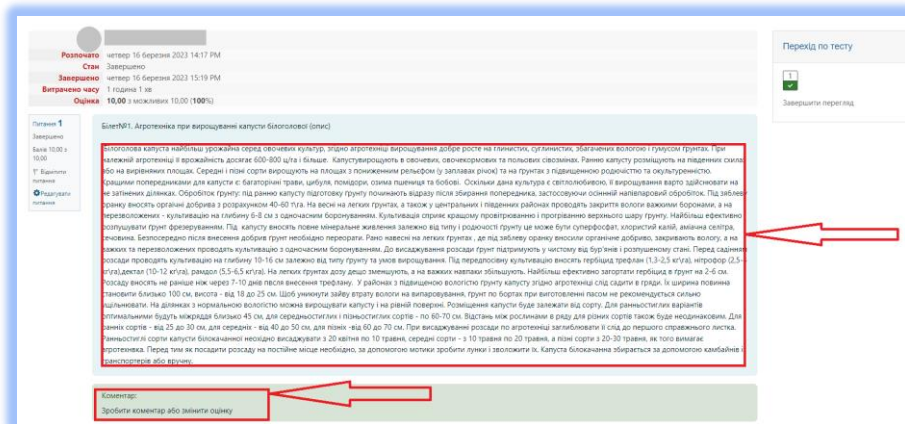 Розпочато четвер 16 березня 2023 14:17 PM
Стан Завершено
Завершено четвер 16 березня 2023 15:19 PM
Витрачено часу 1 година 1 хв
Оцінка 10,00 з можливих 10,00 (100%)
Перехід по тесту
1
Завершити перегляд
Питання 1
Завершено
Балів 10,00 з
10,00
Відмітити
питання
Редагувати
питання
Білет№1. Агротехніка при вирощуванні капусти білоголової (опис)
Білоголова капуста найбільш урожайна серед овочевих культур, згідно агротехніці вирощування добре росте на глинистих, суглинистих, збагачених вологою і гумусом ґрунтах. При
належній агротехніці її врожайність досягає 600-800 ц/га і більше. Капустувирощують в овочевих, овочекормових та польових сівозмінах. Ранню капусту розміщують на південних схилах
або на вирівняних площах. Середні і пізні сорти вирощують на площах з пониженним рельєфом (у заплавах річок) та на ґрунтах з підвищенною родючістю та окультуренністю.
Кращими попередниками для капусти є: багаторічні трави, цибуля, помідори, озима пшениця та бобові. Оскільки дана культура є світлолюбивою, її вирощування варто здійснювати на
не затінених ділянках. Обробіток ґрунту: під ранню капусту підготовку ґрунту починають відразу після збирання попередника, застосовуючи осінній напівпаровий обробіток. Під зяблеву
оранку вносять органічні добрива з розрахунком 40-60 т\га. На весні на легких ґрунтах, а також у центральних і південних районах проводять закриття вологи важкими боронами, а на
перезволожених - культивацію на глибину 6-8 см з одночасним боронуванням. Культивація сприяє кращому провітрюванню і прогріванню верхнього шару ґрунту. Найбільш ефективно
розпушувати ґрунт фрезеруванням. Під капусту вносять повне мінеральне живлення залежно від типу і родючості ґрунту це може бути суперфосфат, хлористий калій, аміачна селітра,
сечовина. Безпосередно після внесення добрив ґрунт необхідно переорати. Рано навесні на легких ґрунтах , де під зяблеву оранку вносили органічне добриво, закривають вологу, а на
важких та перезволожених проводять культивацію з одночасним боронуванням. До висаджування розсади ґрунт підтримують у чистому від бур'янів і розпушеному стані. Перед садінням
розсади проводять культивацію на глибину 10-16 см залежно від типу ґрунту та умов вирощування. Під передпосівну культивацію вносять гербіцид трефлан (1,3-2,5 кг\га), нітрофор (2,5-
кг\га),дектал (10-12 кг\га), рамдол (5,5-6,5 кг\га). На легких ґрунтах дозу дещо зменшують, а на важких навпаки збільшують. Найбільш ефективно загортати гербіцид в ґрунт на 2-6 см.
Розсаду вносять не раніше ніж через 7-10 днів пвсля внесення трефлану. У районах з підвищеною вологістю ґрунту капусту згідно агротехніці слід садити в гряди. Їх ширина повинна
становити близько 100 см, висота - від 18 до 25 см. Щоб уникнути зайву втрату вологи на випаровування, ґрунт по бортах при виготовленні пасом не рекомендується сильно
ущільнювати. На ділянках з нормальною вологістю можна вирощувати капусту і на рівній поверхні. Розміщення капусти буде залежати від сорту. Для ранньостиглих варіантів
оптимальними будуть міжряддя близько 45 см, для середньостиглих і пізньостиглих сортів - по 60-70 см. Відстань між рослинами в ряду для різних сортів також буде неодинаковим. Для
ранніх сортів - від 25 до 30 см, для середніх - від 40 до 50 см, для пізніх -від 60 до 70 см. При висаджуванні розсади по агротехніці заглиблювати її слід до першого справжнього листка.
Ранньостиглі сорти капусти білокачанної неохідно висаджувати з 20 квітня по 10 травня, середні сорти - з 10 травня по 20 травня, а пізні сорти з 20-30 травня, як того вимагає
агротехнвка. Перед тим як посадити розсаду на постійне місце необхідно, за допомогою мотики зробити лунки і зволожити їх. Капуста білокачанна збирається за допомогою камбайнів і
транспортерів або вручну.
Коментар:
Зробити коментар або змінити оцінку